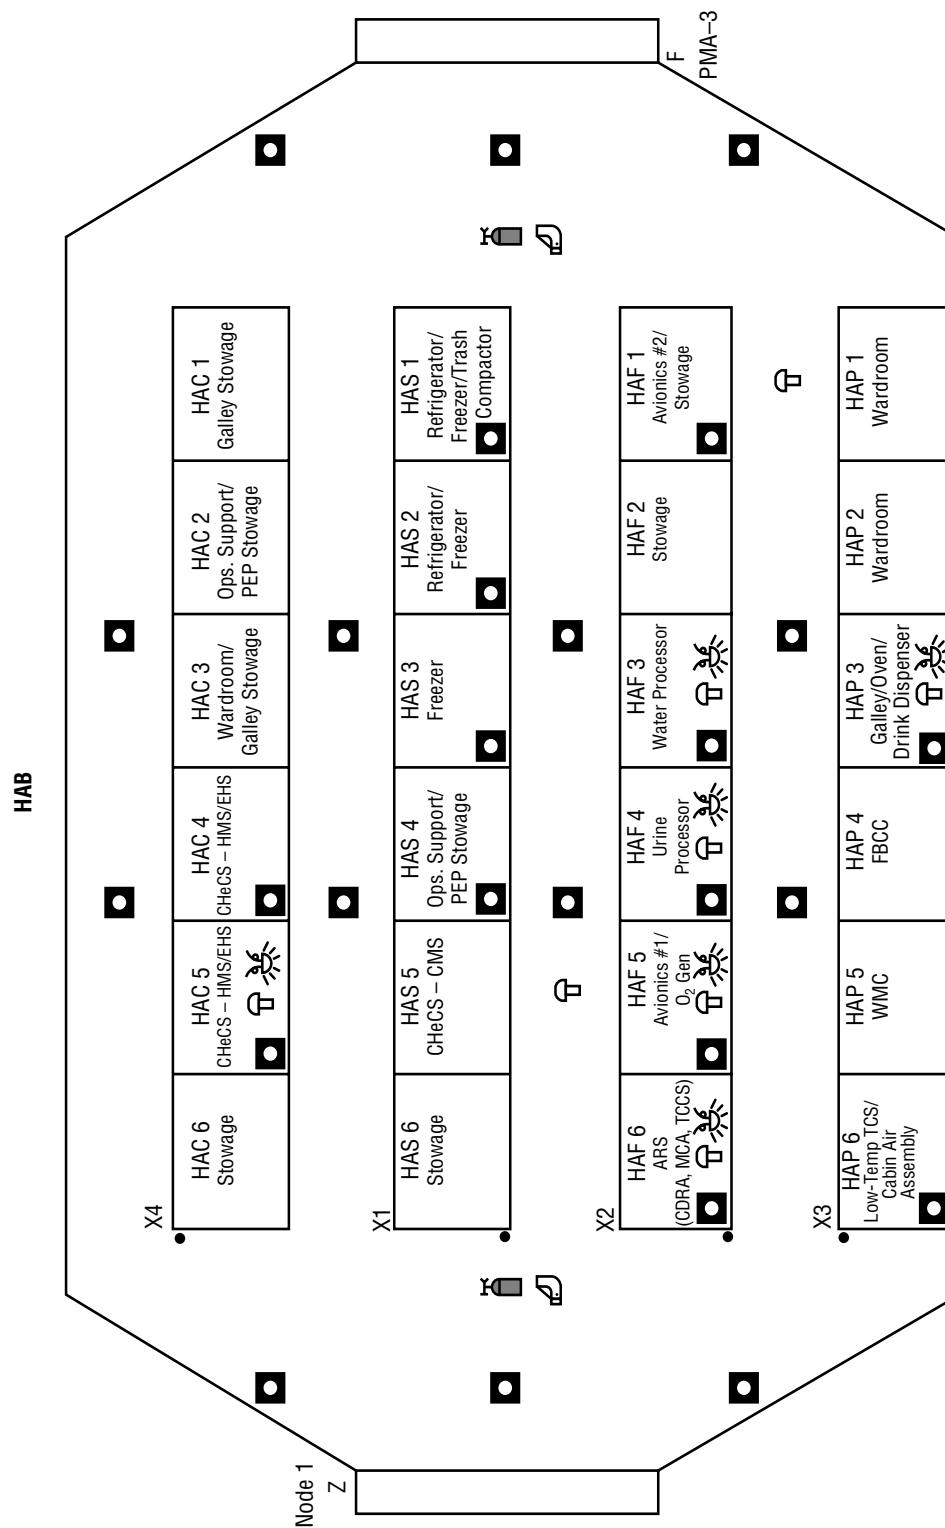 HAB
Node 1
Z
F
PMA–3
X4
HAC 6
Stowage
HAC 5
CHeCS – HMS/EHS
HAC 4
CHeCS – HMS/EHS
HAC 3
Wardroom/
Galley Stowage
HAC 2
Ops. Support/
PEP Stowage
HAC 1
Galley Stowage
X1
HAS 6
Stowage
HAS 5
CHeCS – CMS
HAS 4
Ops. Support/
PEP Stowage
HAS 3
Freezer
HAS 2
Refrigerator/
Freezer
HAS 1
Refrigerator/
Freezer/Trash
Compactor
X2
HAF 6
ARS
(CDRA, MCA, TCCS)
HAF 5
Avionics #1/
O2 Gen
HAF 4
Urine
Processor
HAF 3
Water Processor
HAF 2
Stowage
HAF 1
Avionics #2/
Stowage
X3
HAP 6
Low-Temp TCS/
Cabin Air
Assembly
HAP 5
WMC
HAP 4
FBCC
HAP 3
Galley/Oven/
Drink Dispenser
HAP 2
Wardroom
HAP 1
Wardroom